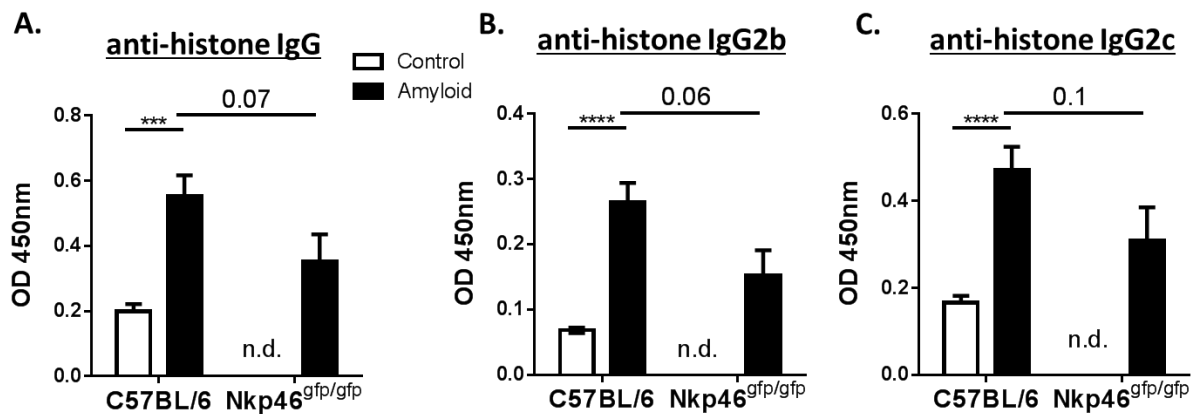 A.
anti-histone IgG
Control
Amyloid
0.07
***
0.8
0.6
0.4
0.2
0.0
OD 450nm
n.d.
C57BL/6 Nkp46gfp/gfp
B.
anti-histone IgG2b
0.06
****
0.4
0.3
0.2
0.1
0.0
OD 450nm
n.d.
C57BL/6 Nkp46gfp/gfp
C.
anti-histone IgG2c
0.1
****
0.6
0.4
0.2
0.0
OD 450nm
n.d.
C57BL/6 Nkp46gfp/gfp